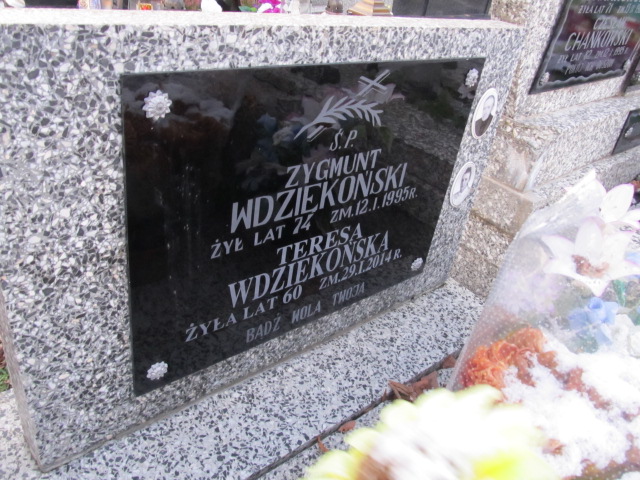 Ś. P.
ZYGMUNT
WDZIĘKOŃSKI
ŻYŁ LAT 74 ZM.12.I.1995R.
TERESA
WDZIĘKOŃSKA
ŻYŁA LAT 60 ZM.29.I.2014 R.
BĄDŹ WOLA TWOJA
CHAŃKOWSKI